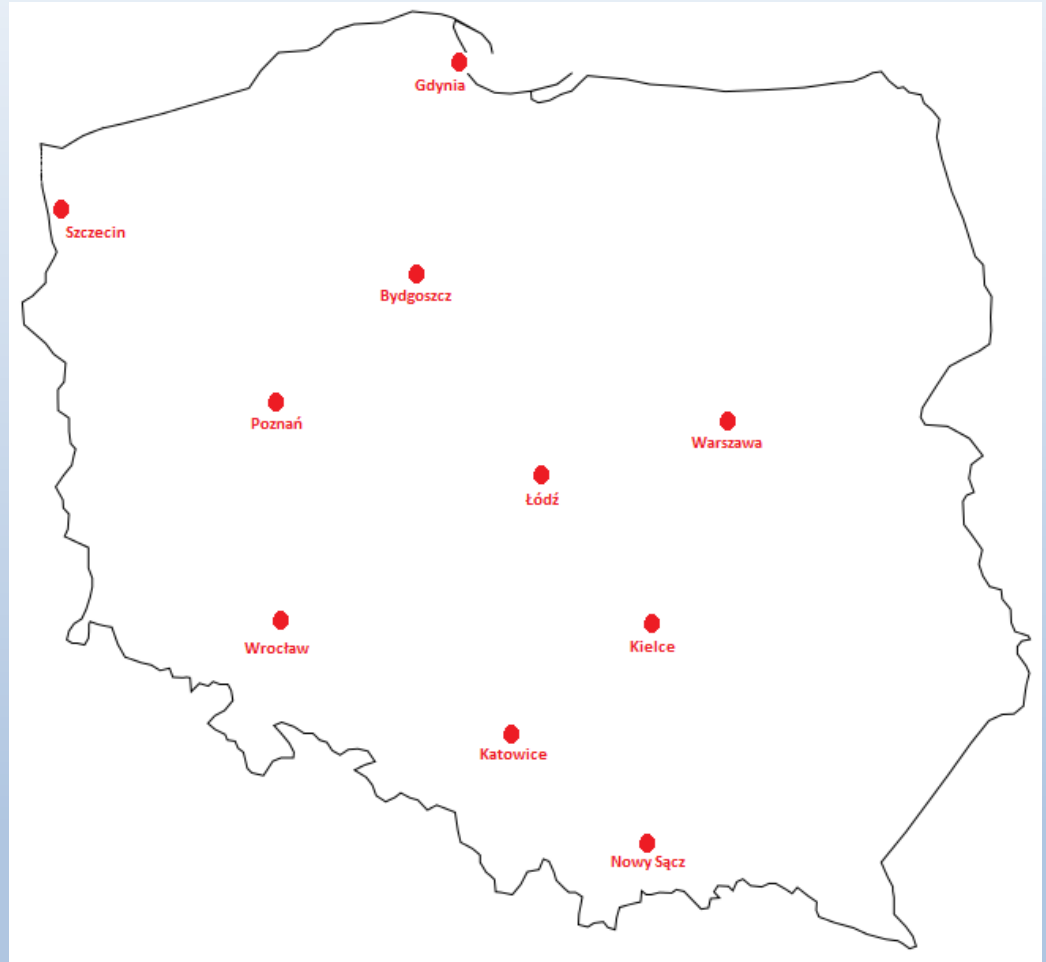 Gdynia
Szczecin
Bydgoszcz
Poznań
Warszawa
Łódź
Wrocław
Kielce
Katowice
Nowy Sącz